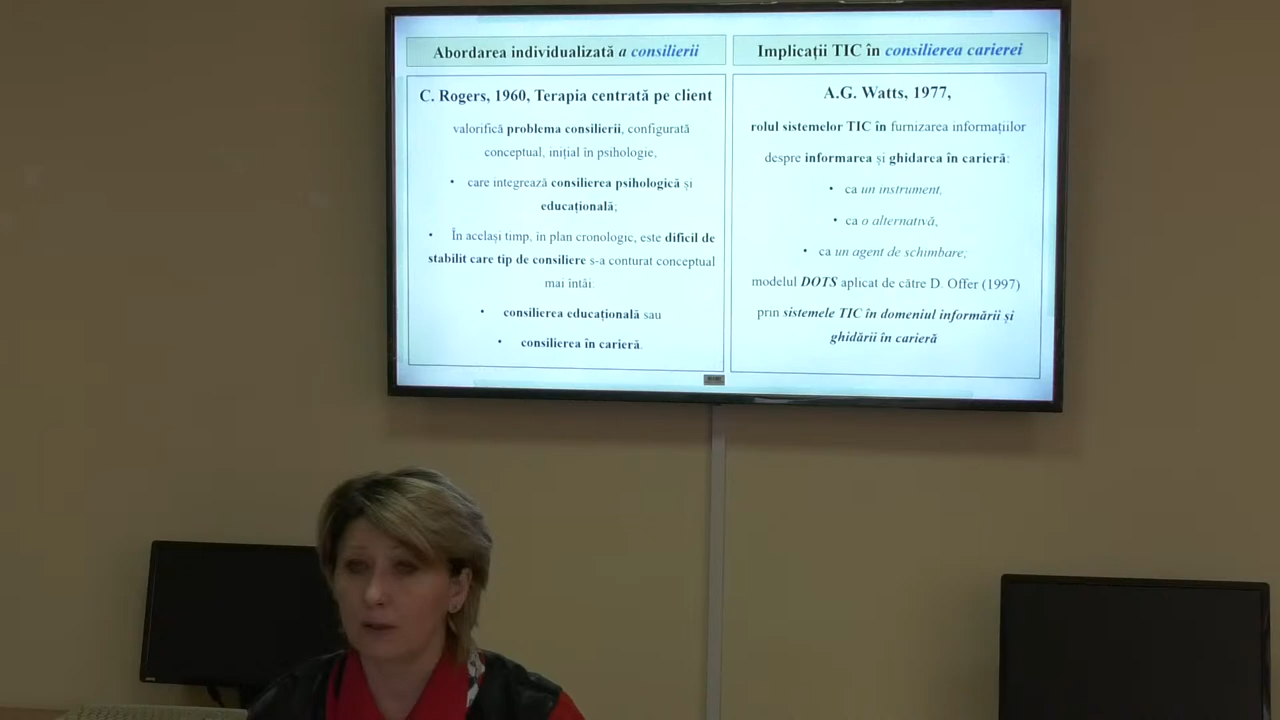 Abordarea individualizată a consilierii
C. Rogers, 1960, Terapia centrată pe client
valorifică problema consilierii, configurată
conceptual, inițial în psihologie,
• care integrează consilierea psihologică și
educațională;
• În același timp, în plan cronologic, este dificil de
stabilit care tip de consiliere s-a conturat conceptual
mai întâi:
• consilierea educațională sau
• consilierea în carieră.
Implicații TIC în consilierea carierei
A.G. Watts, 1977,
rolul sistemelor TIC în furnizarea informațiilor
despre informarea și ghidarea în carieră:
• ca un instrument,
• ca o alternativă,
• ca un agent de schimbare;
modelul DOTS aplicat de către D. Offer (1997)
prin sistemele TIC în domeniul informării și
ghidării în carieră